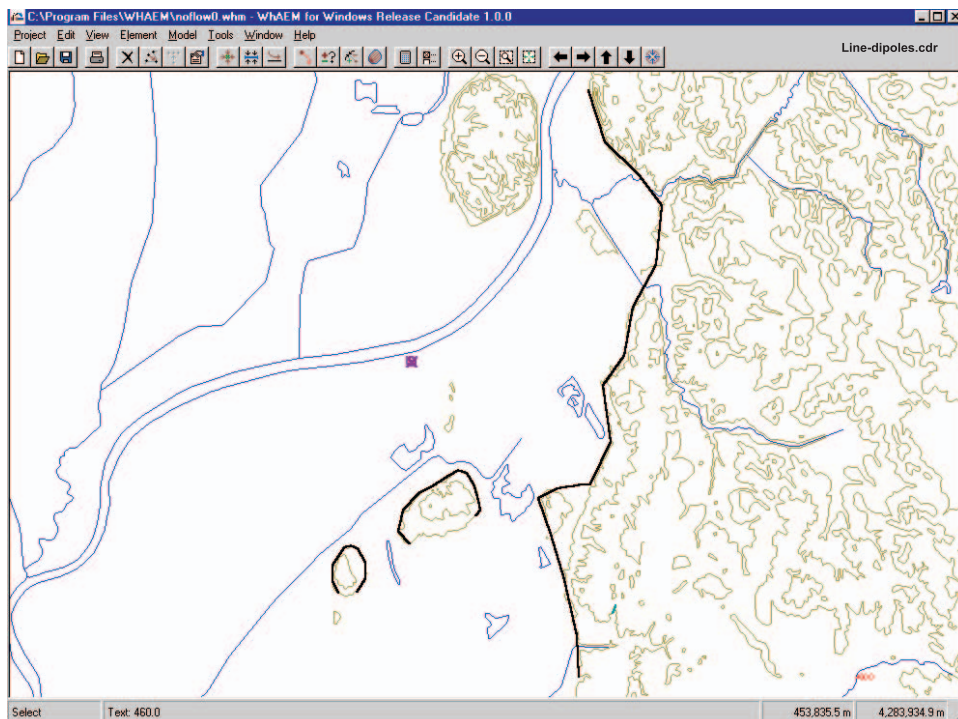 C:\Program Files\WHAEM\noflow0.whm - WhAEM for Windows Release Candidate 1.0.0
Project Edit View Element Model Tools Window Help
Line-dipoles.cdr
±?
Select Text: 460.0 453,835.5 m 4,283,934.9 m